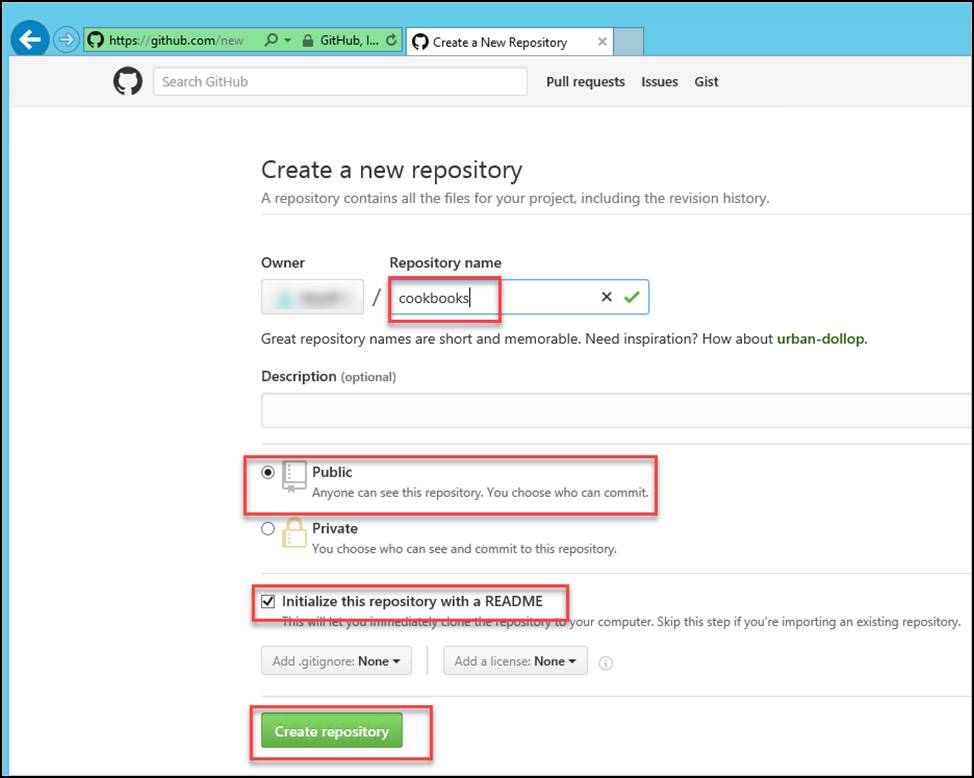 https://github.com/new GitHub, I... Create a New Repository
Search GitHub Pull requests Issues Gist
Create a new repository
A repository contains all the files for your project, including the revision history.
Owner Repository name
/ cookbooks
Great repository names are short and memorable. Need inspiration? How about urban-dollop.
Description (optional)
Public
Anyone can see this repository. You choose who can commit.
Private
You choose who can see and commit to this repository.
Initialize this repository with a README
This will let you immediately clone the repository to your computer. Skip this step if you're importing an existing repository.
Add .gitignore: None Add a license: None
Create repository